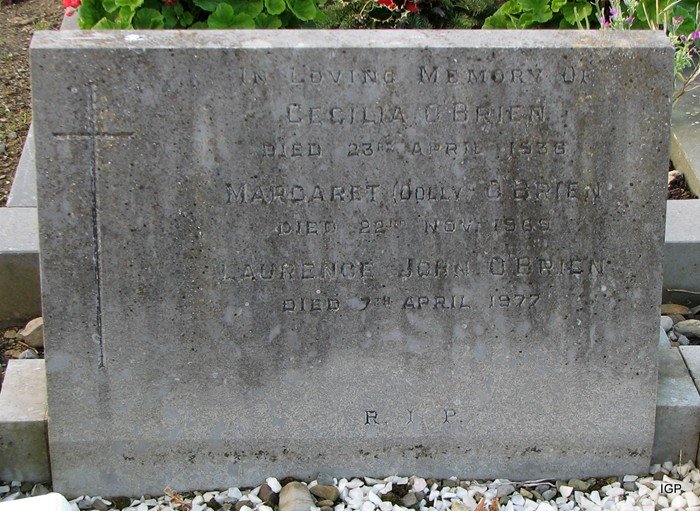 In Loving Memory Of
Cecilia O'Brien
Died 23rd April 1938
Margaret (Dolly) O'Brien
Died 22nd Nov. 1969
Laurence John O'Brien
Died 7th April 1977
R. I. P.
IGP